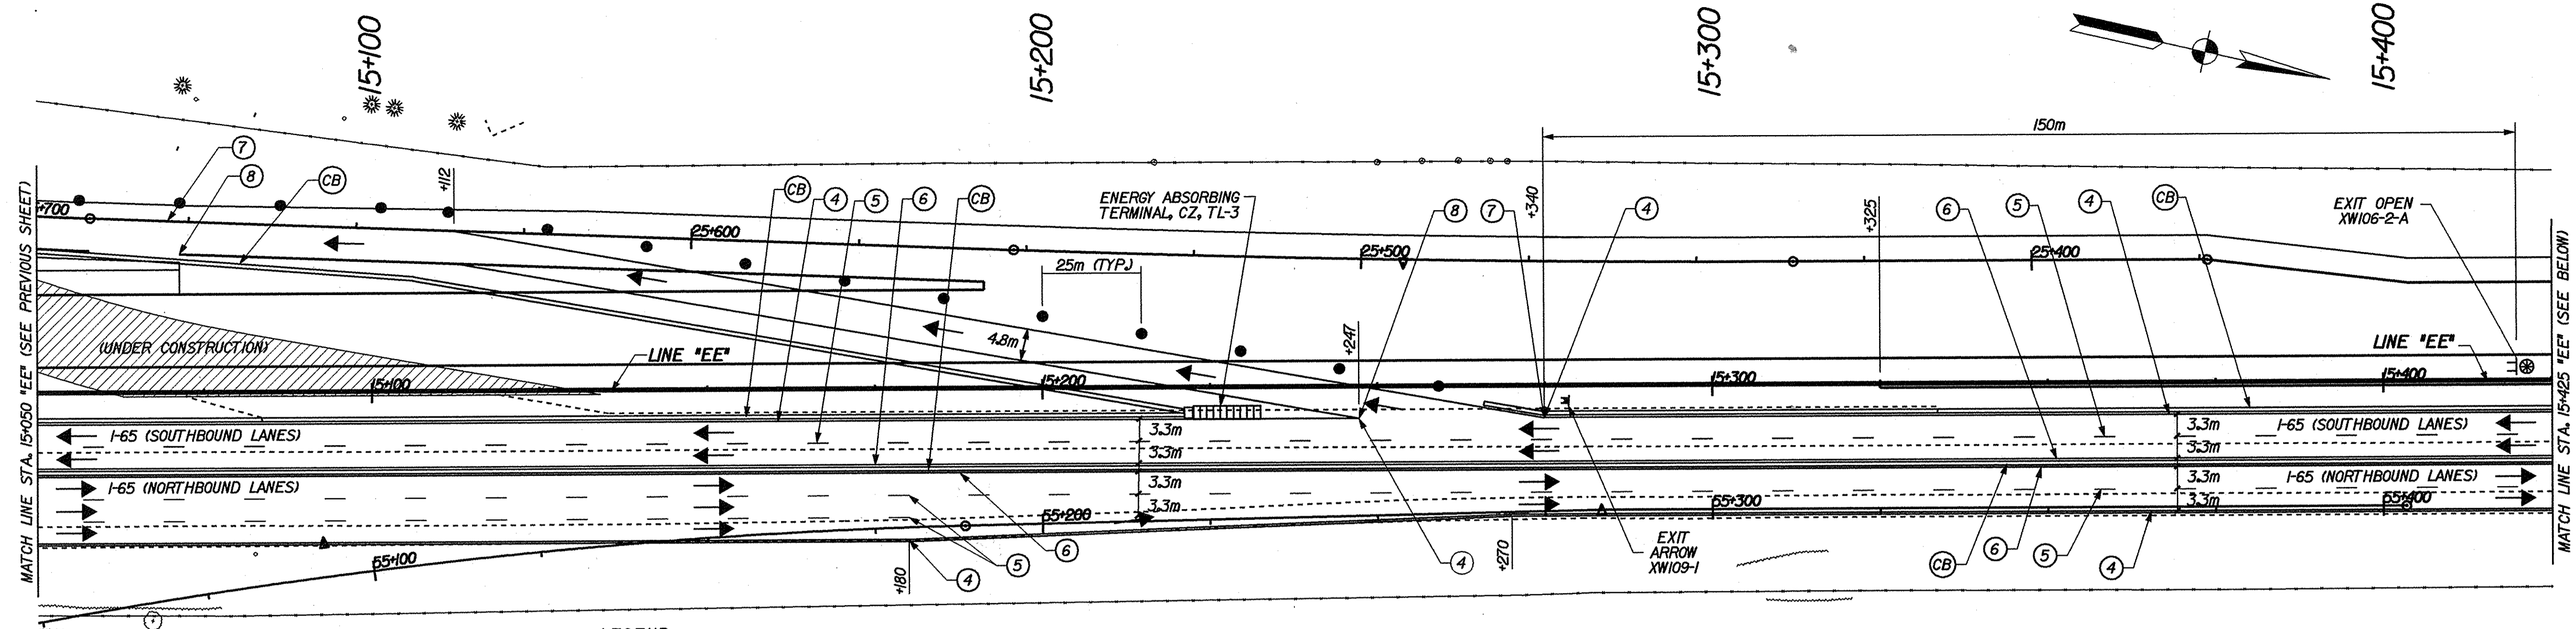 15+100
15+200
15+300
15+400
150m
7
8
CB
+112
CB
4
5
6
CB
ENERGY ABSORBING
TERMINAL, CZ, TL-3
8
7
+340
4
+325
6
5
4
CB
EXIT OPEN
XW106-2-A
+700
25+600
25+500
25+400
25m (TYP.)
4.8m
+247
(UNDER CONSTRUCTION)
LINE "EE"
LINE "EE"
15+100
15+200
15+300
15+400
I-65 (SOUTHBOUND LANES)
3.3m
3.3m
I-65 (SOUTHBOUND LANES)
3.3m
3.3m
I-65 (NORTHBOUND LANES)
3.3m
3.3m
I-65 (NORTHBOUND LANES)
3.3m
3.3m
55+100
55+200
55+300
55+400
+180
4
5
6
4
+270
EXIT
ARROW
XW109-1
CB
6
5
4
MATCH LINE STA. 15+050 "EE" (SEE PREVIOUS SHEET)
MATCH LINE STA. 15+425 "EE" (SEE BELOW)